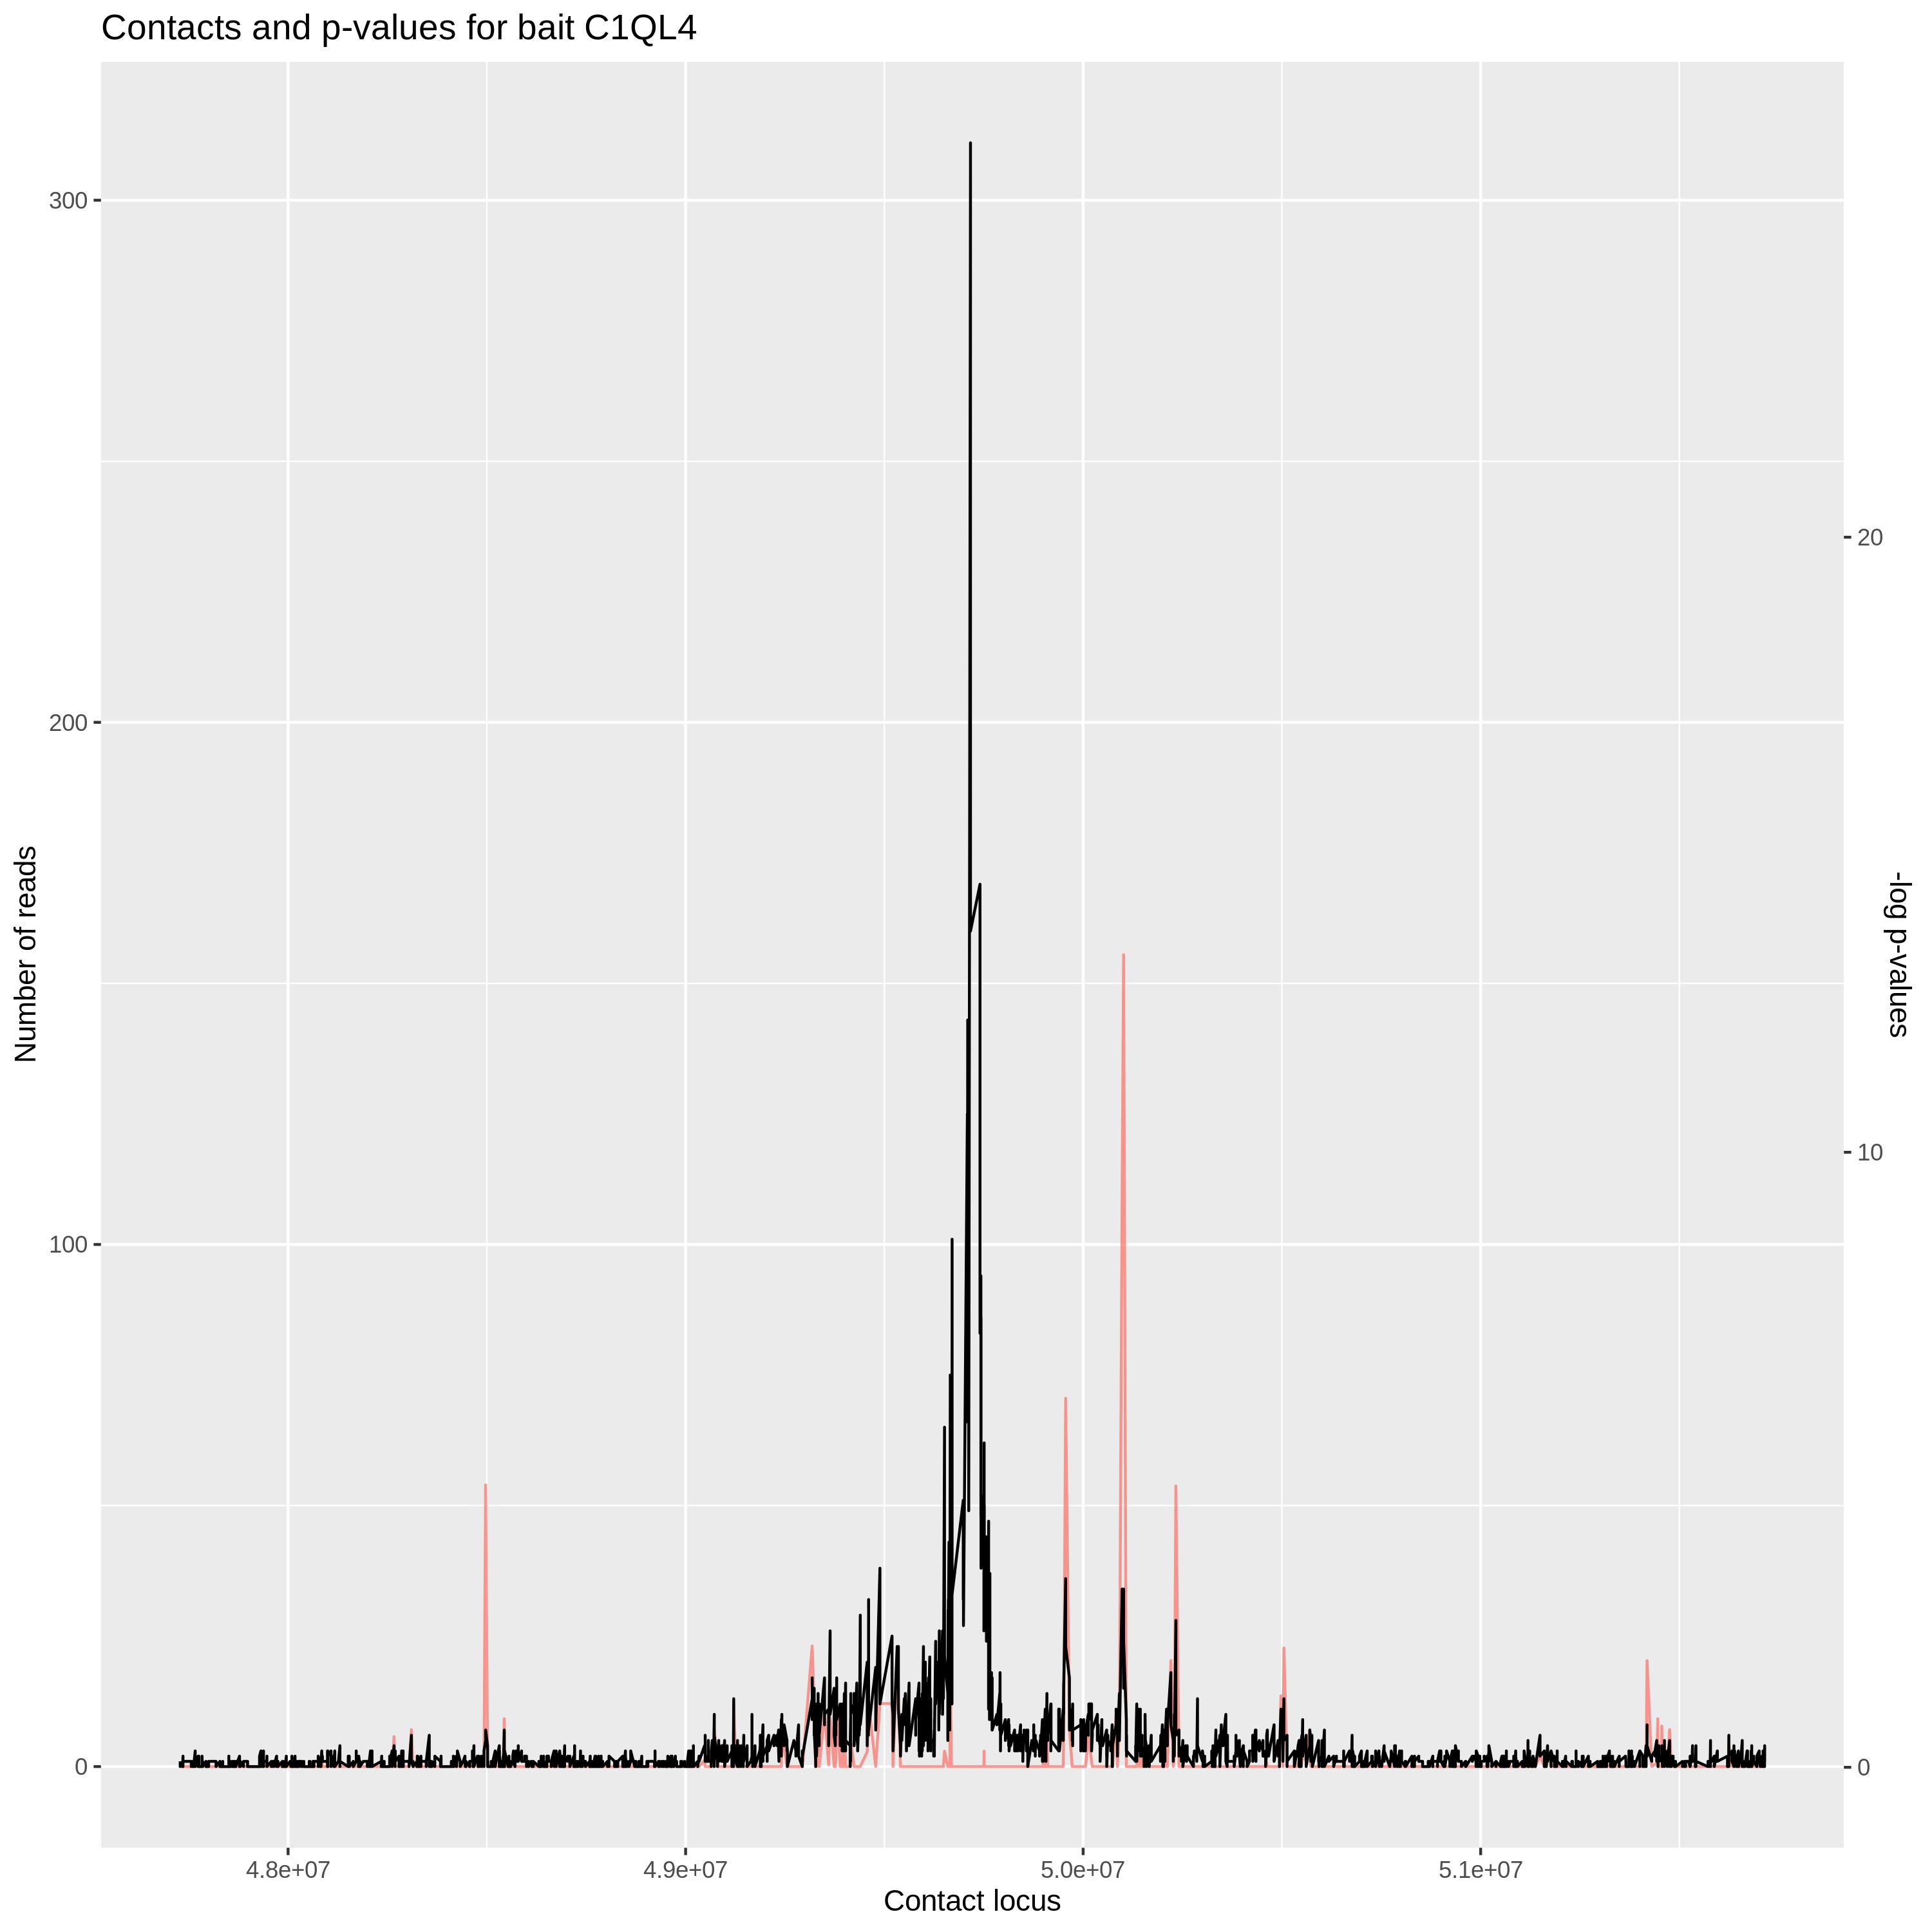 Contacts and p-values for bait C1QL4
300
200
100
0
Number of reads
20
10
0
-log p-values
4.8e+07
4.9e+07
5.0e+07
5.1e+07
Contact locus